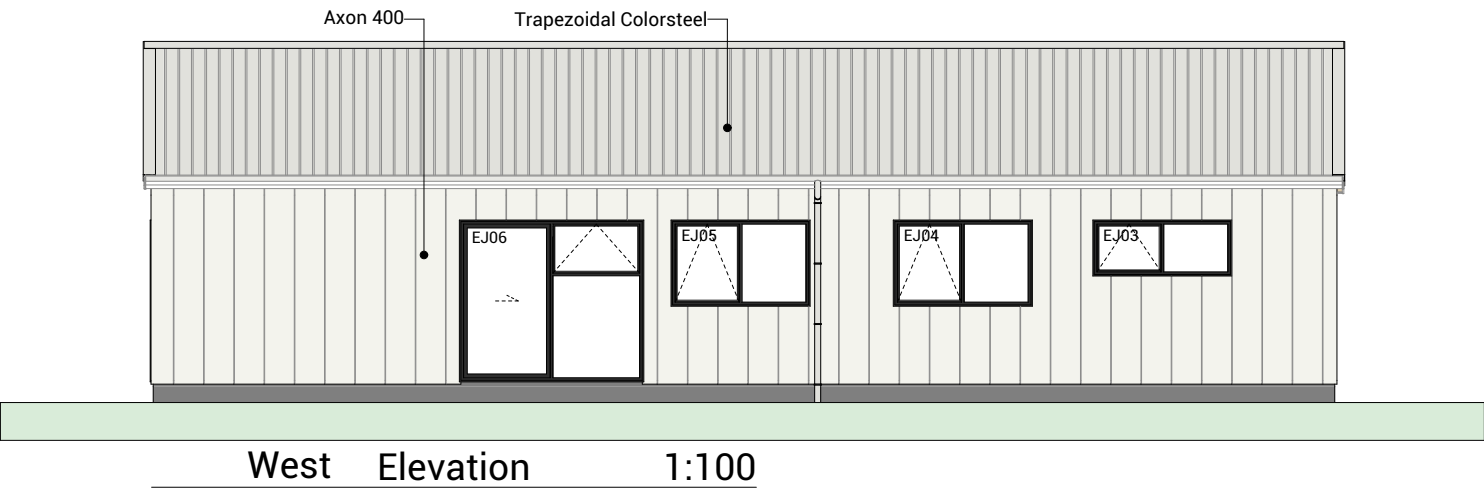 Axon 400
Trapezoidal Colorsteel
EJ06
EJ05
EJ04
EJ03
West Elevation 1:100